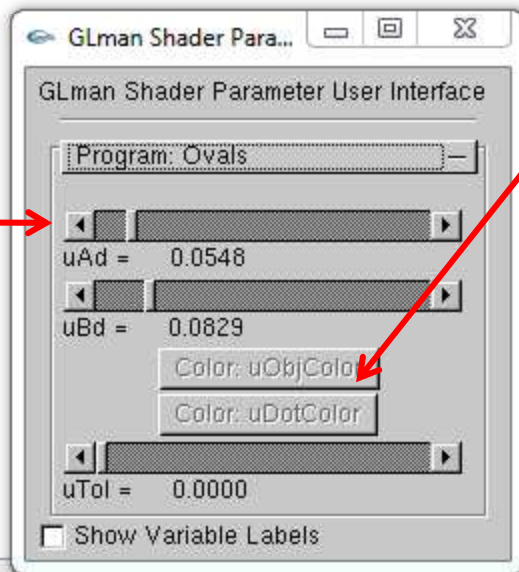 GLman Shader Para...
GLman Shader Parameter User Interface
Program: Ovals
uAd = 0.0548
uBd = 0.0829
Color: uObjColor
Color: uDotColor
uTol = 0.0000
Show Variable Labels